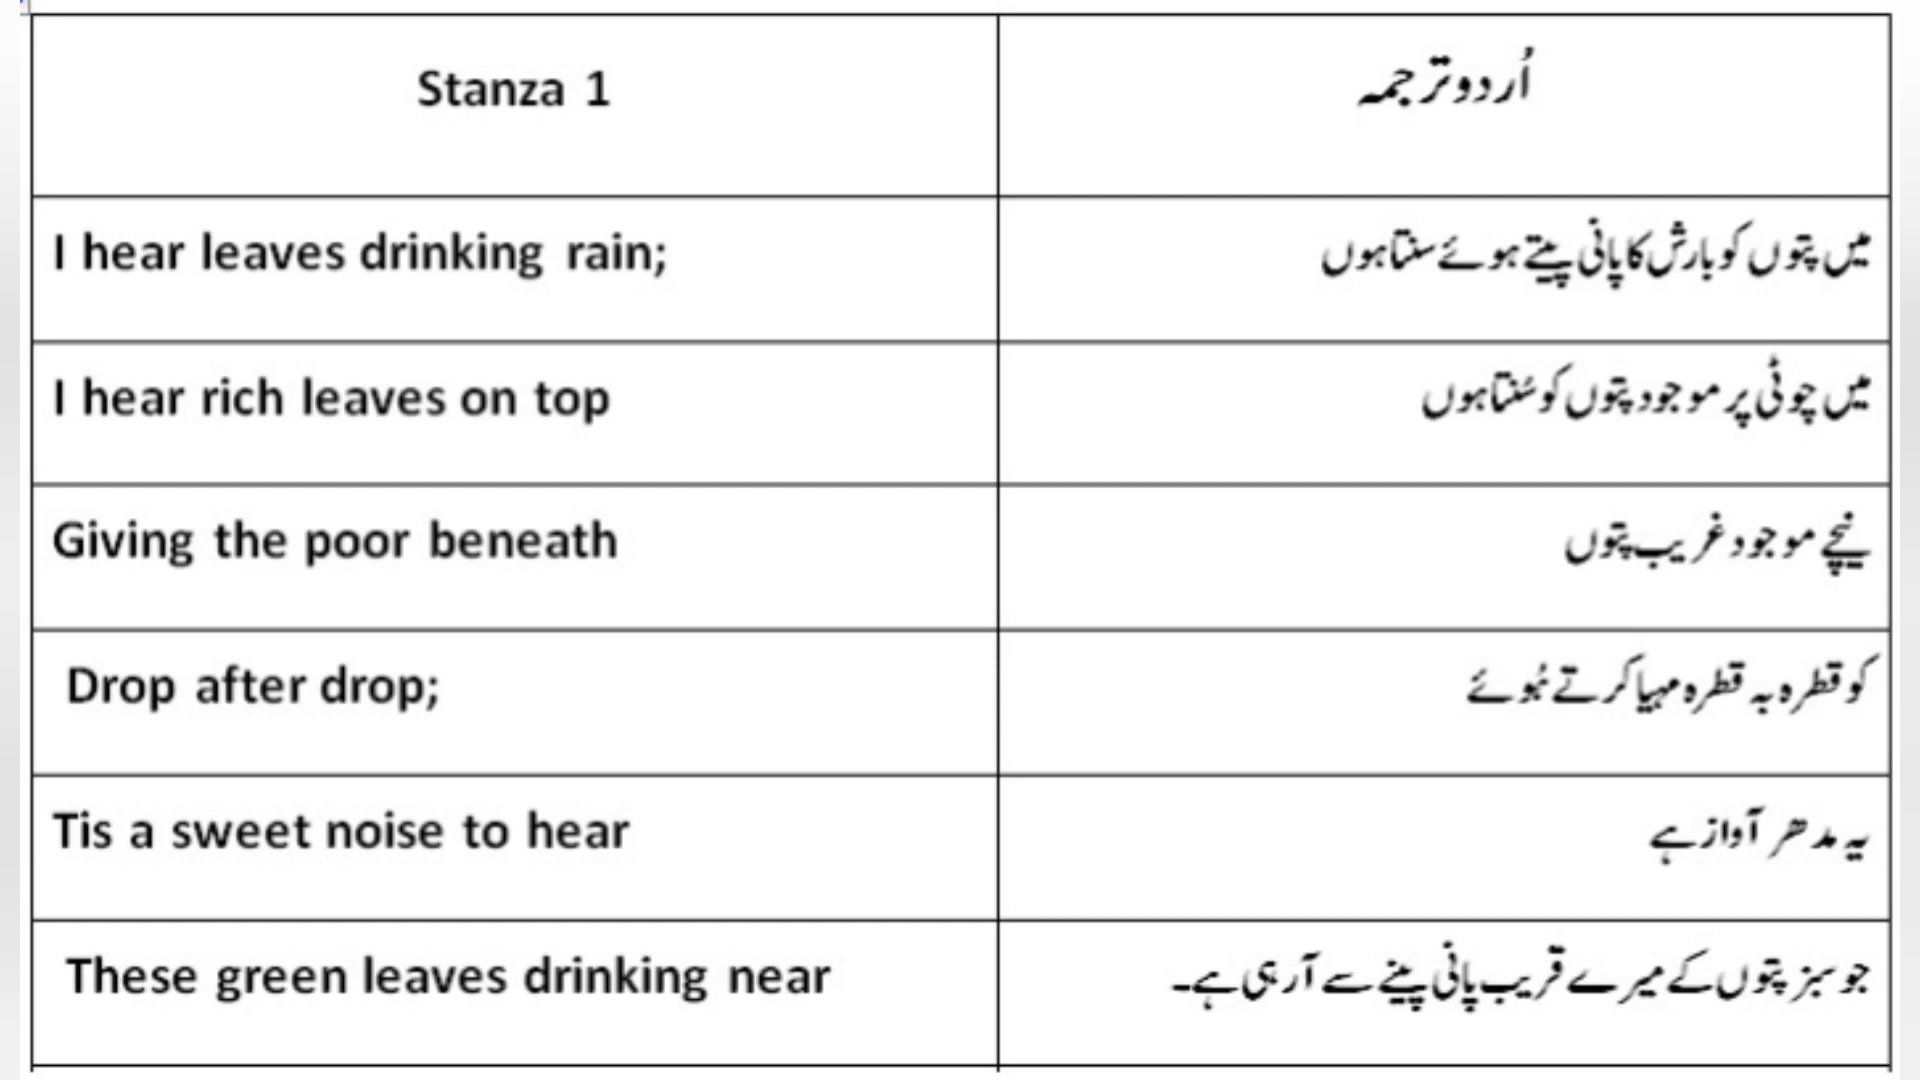 Stanza 1
اُردو ترجمہ
I hear leaves drinking rain;
میں پتوں کو بارش کا پانی پیتے ہوئے سنتا ہوں
I hear rich leaves on top
میں چوٹی پر موجود پتوں کو سُنتا ہوں
Giving the poor beneath
نیچے موجود غریب پتوں
Drop after drop;
کو قطرہ بہ قطرہ مہیا کرتے ہُوئے
Tis a sweet noise to hear
یہ مدھر آواز ہے
These green leaves drinking near
جو سبز پتوں کے میرے قریب پانی پینے سے آرہی ہے۔